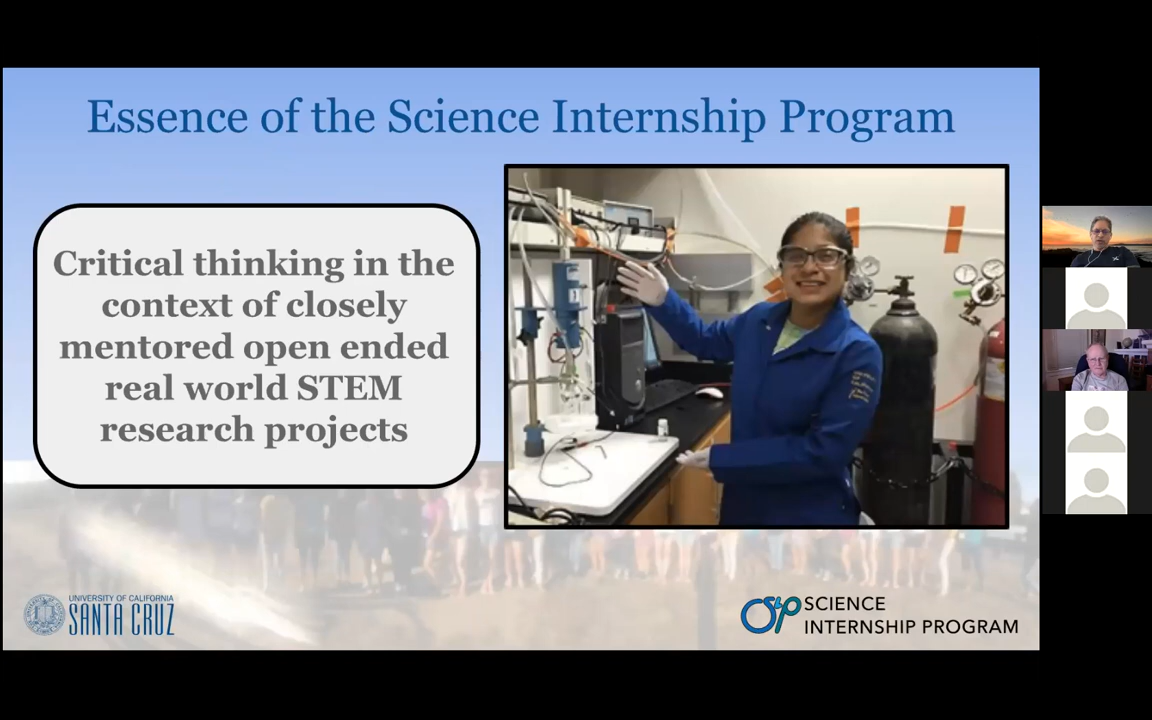 Essence of the Science Internship Program
Critical thinking in the
context of closely
mentored open ended
real world STEM
research projects
UNIVERSITY OF CALIFORNIA
SANTA CRUZ
SIP SCIENCE
INTERNSHIP PROGRAM